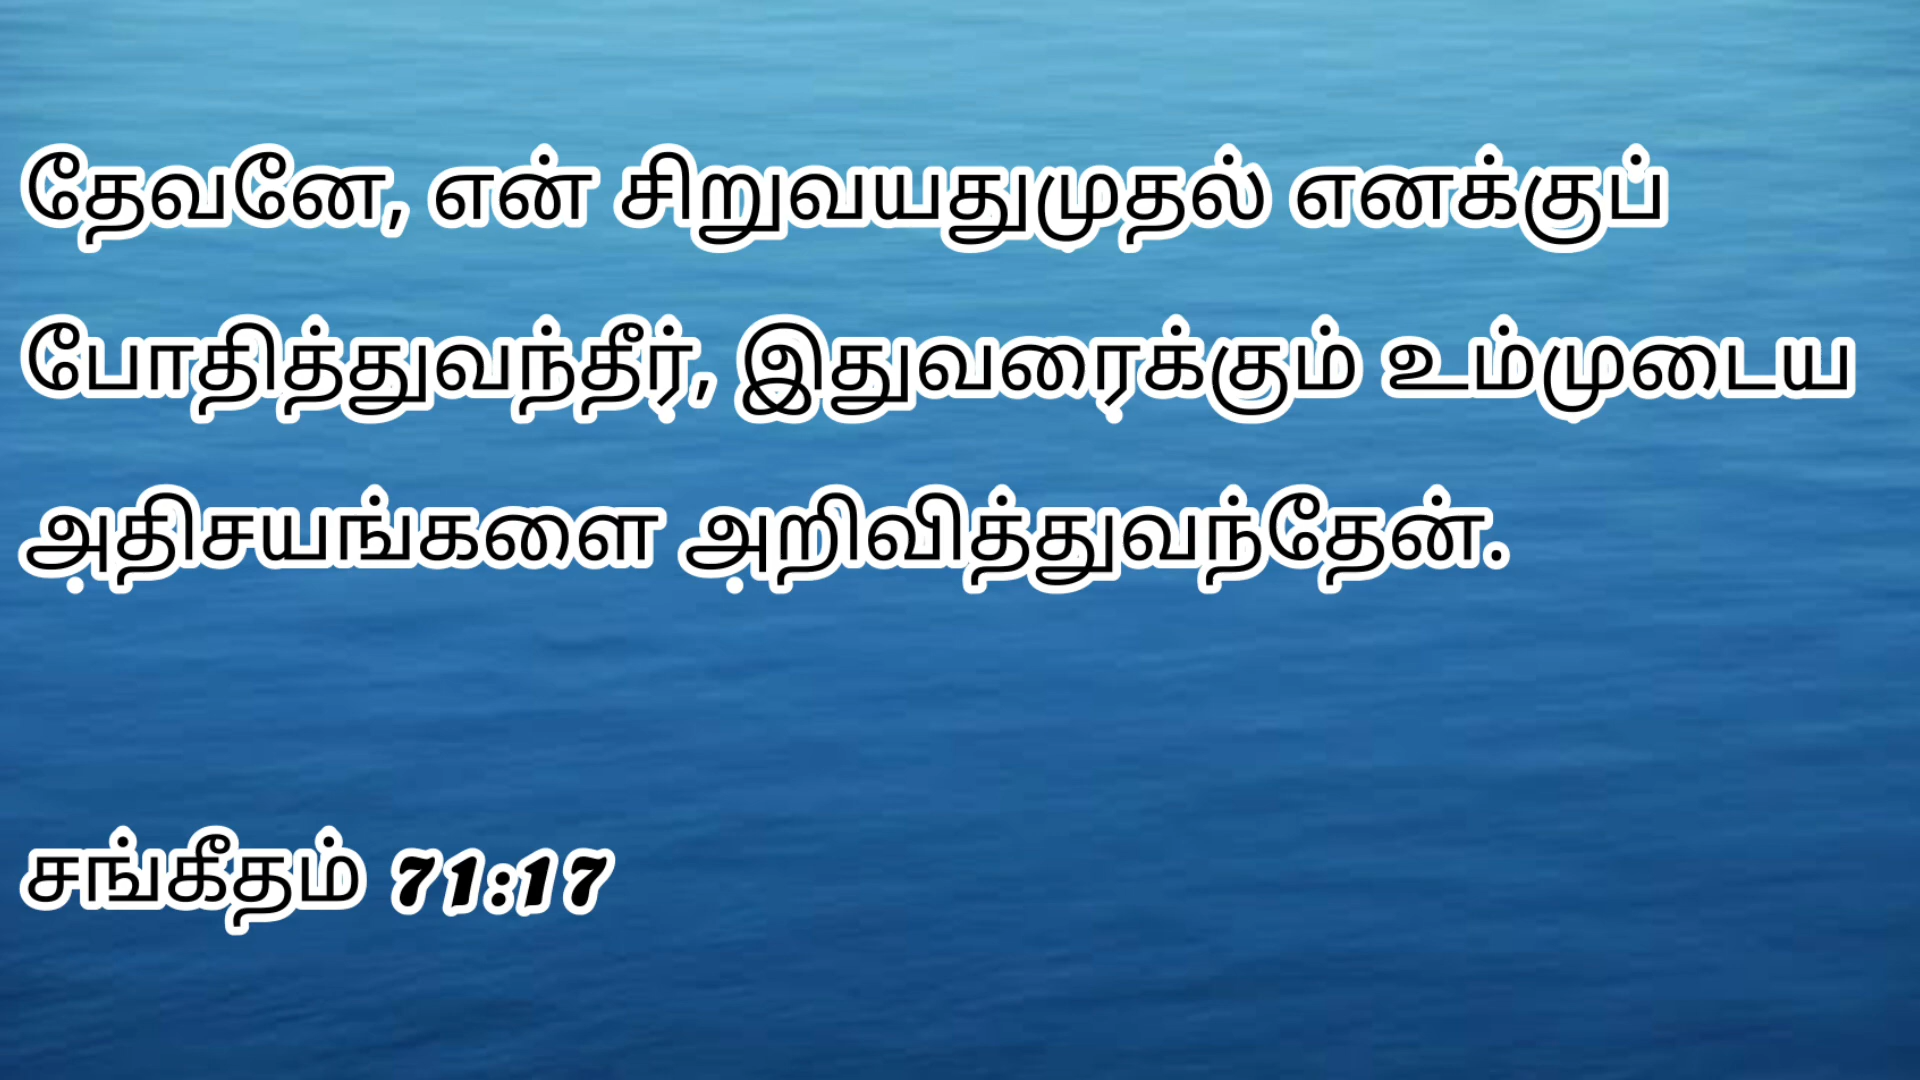 தேவனே, என் சிறுவயதுமுதல் எனக்குப்
போதித்துவந்தீர், இதுவரைக்கும் உம்முடைய
அதிசயங்களை அறிவித்துவந்தேன்.
சங்கீதம் 71:17